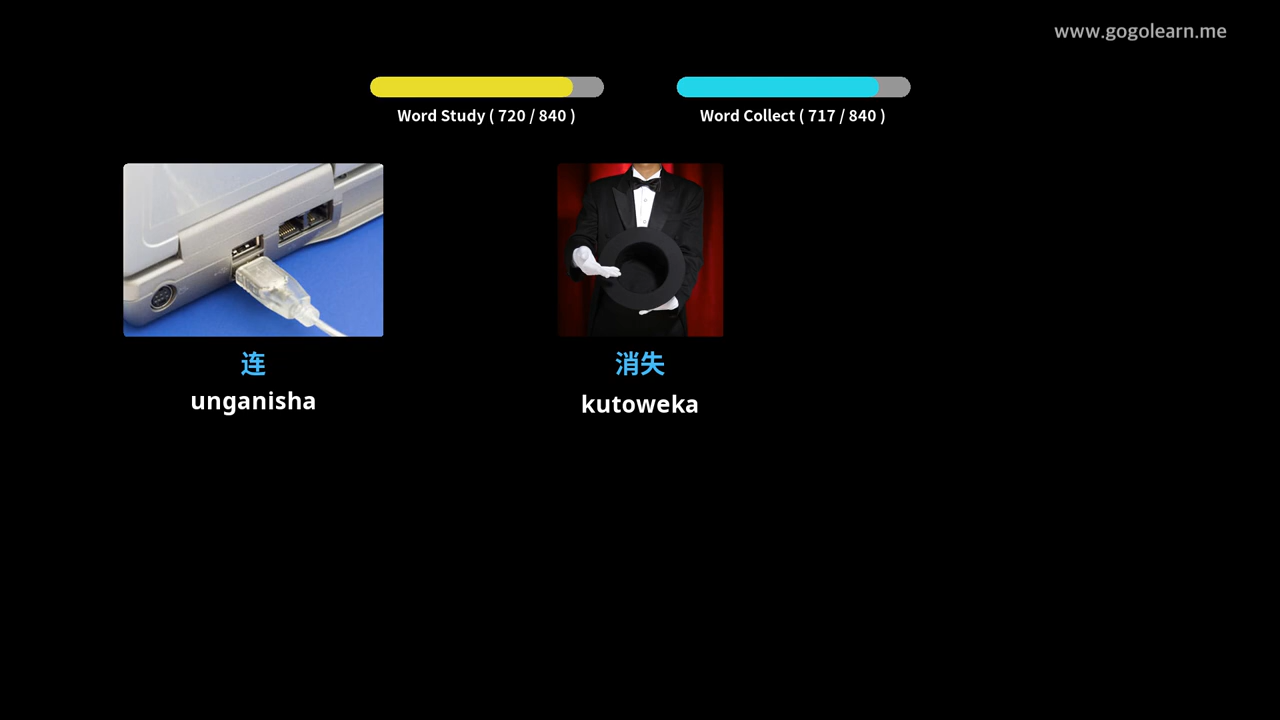 www.gogolearn.me
Word Study ( 720 / 840 )
Word Collect ( 717 / 840 )
连
unganisha
消失
kutoweka